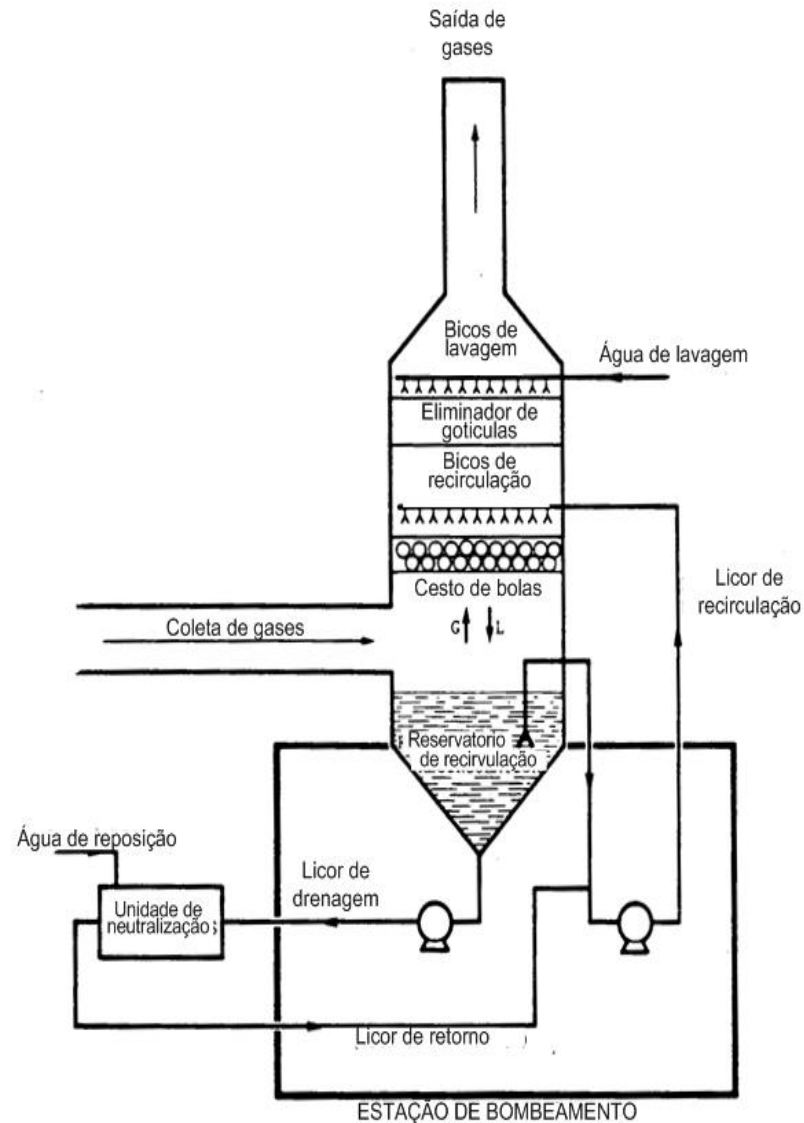 Saída de
gases
Bicos de
lavagem
Água de lavagem
Eliminador de
goticulas
Bicos de
recirculação
Cesto de bolas
Licor de
recirculação
Coleta de gases
G
L
Reservatorio
de recirvulação
Água de reposição
Licor de
drenagem
Unidade de
neutralização
Licor de retorno
ESTAÇÃO DE BOMBEAMENTO